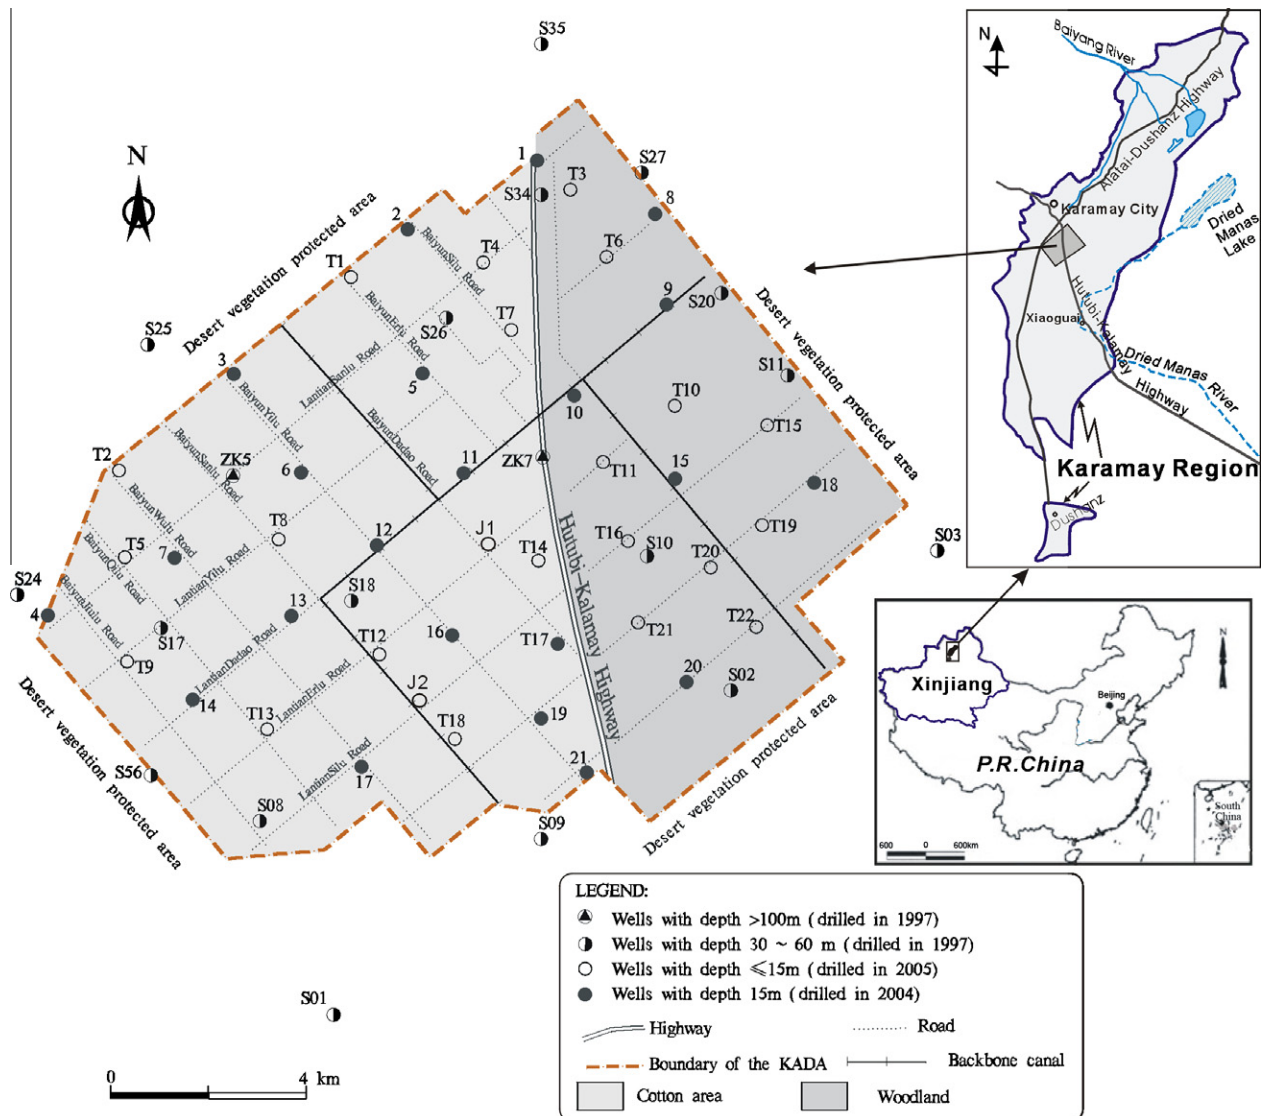 S35
N
1
S34
T3
S27
8
2
T4
T6
T1
BaiyunSilu Road
Desert vegetation protected area
S25
BaiyunErlu Road
S26
T7
9
S20
Desert vegetation protected area
3
LantianSanlu Road
5
S11
BaiyunYilu Road
10
T10
T15
BaiyunDadao Road
T2
BaiyunSanlu Road
ZK5
6
11
ZK7
T11
15
18
BaiyunWulu Road
T8
12
J1
T14
T16
S10
T19
T20
S03
T5
7
BaiyunQilu Road
LantianYilu Road
Hutubi-Kalamay Highway
S24
4
BaiyunJiulu Road
S17
13
S18
16
T17
T21
T22
T9
T12
LantianDadao Road
14
J2
20
S02
T13
LantianErlu Road
T18
19
Desert vegetation protected area
S56
LantianSilu Road
17
21
Desert vegetation protected area
S08
S09
S01
0
4 km
N
Baiyang River
Alatai-Dushanz Highway
Karamay City
Dried
Manas
Lake
Xiaoguai
Hutubi-Kalamay
Highway
Dried Manas River
Karamay Region
Dushanz
Xinjiang
N
Beijing
P.R.China
South
China
600 0 600km
LEGEND:
Wells with depth >100m (drilled in 1997)
Wells with depth 30 ~ 60 m (drilled in 1997)
Wells with depth ⩽15m (drilled in 2005)
Wells with depth 15m (drilled in 2004)
Highway
Road
Boundary of the KADA
Backbone canal
Cotton area
Woodland